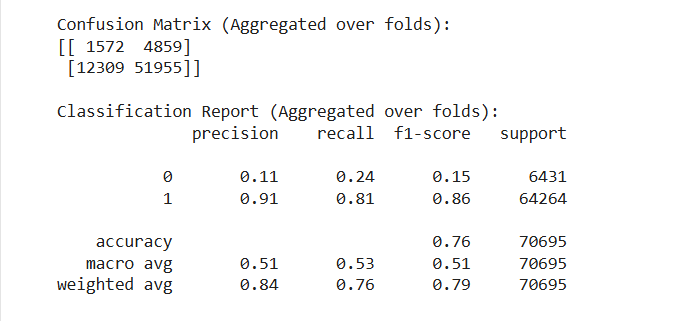 Confusion Matrix (Aggregated over folds):
[[ 1572  4859]
 [12309 51955]]
Classification Report (Aggregated over folds):
precision recall f1-score support
0 0.11 0.24 0.15 6431
1 0.91 0.81 0.86 64264
accuracy 0.76 70695
macro avg 0.51 0.53 0.51 70695
weighted avg 0.84 0.76 0.79 70695